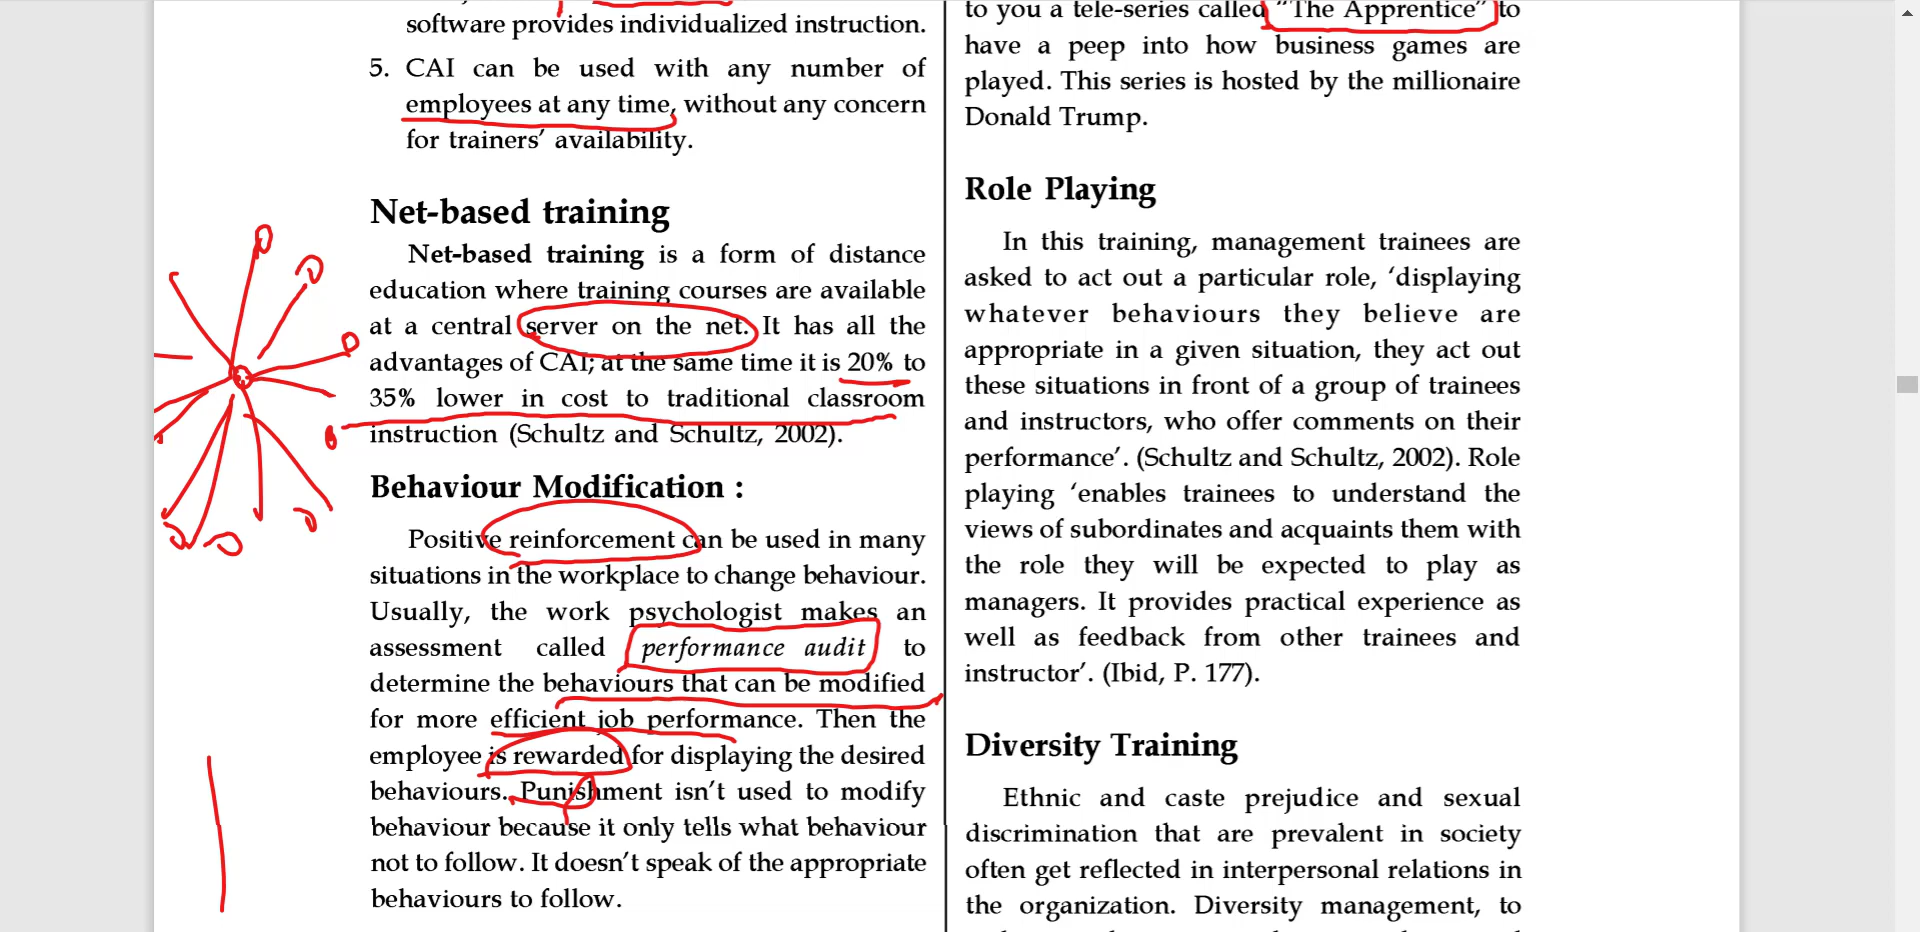 software provides individualized instruction.
5. CAI can be used with any number of
employees at any time, without any concern
for trainers’ availability.
Net-based training
Net-based training is a form of distance
education where training courses are available
at a central server on the net. It has all the
advantages of CAI; at the same time it is 20% to
35% lower in cost to traditional classroom
instruction (Schultz and Schultz, 2002).
Behaviour Modification :
Positive reinforcement can be used in many
situations in the workplace to change behaviour.
Usually, the work psychologist makes an
assessment called performance audit to
determine the behaviours that can be modified
for more efficient job performance. Then the
employee is rewarded for displaying the desired
behaviours. Punishment isn’t used to modify
behaviour because it only tells what behaviour
not to follow. It doesn’t speak of the appropriate
behaviours to follow.
to you a tele-series called “The Apprentice” to
have a peep into how business games are
played. This series is hosted by the millionaire
Donald Trump.
Role Playing
In this training, management trainees are
asked to act out a particular role, ‘displaying
whatever behaviours they believe are
appropriate in a given situation, they act out
these situations in front of a group of trainees
and instructors, who offer comments on their
performance’. (Schultz and Schultz, 2002). Role
playing ‘enables trainees to understand the
views of subordinates and acquaints them with
the role they will be expected to play as
managers. It provides practical experience as
well as feedback from other trainees and
instructor’. (Ibid, P. 177).
Diversity Training
Ethnic and caste prejudice and sexual
discrimination that are prevalent in society
often get reflected in interpersonal relations in
the organization. Diversity management, to